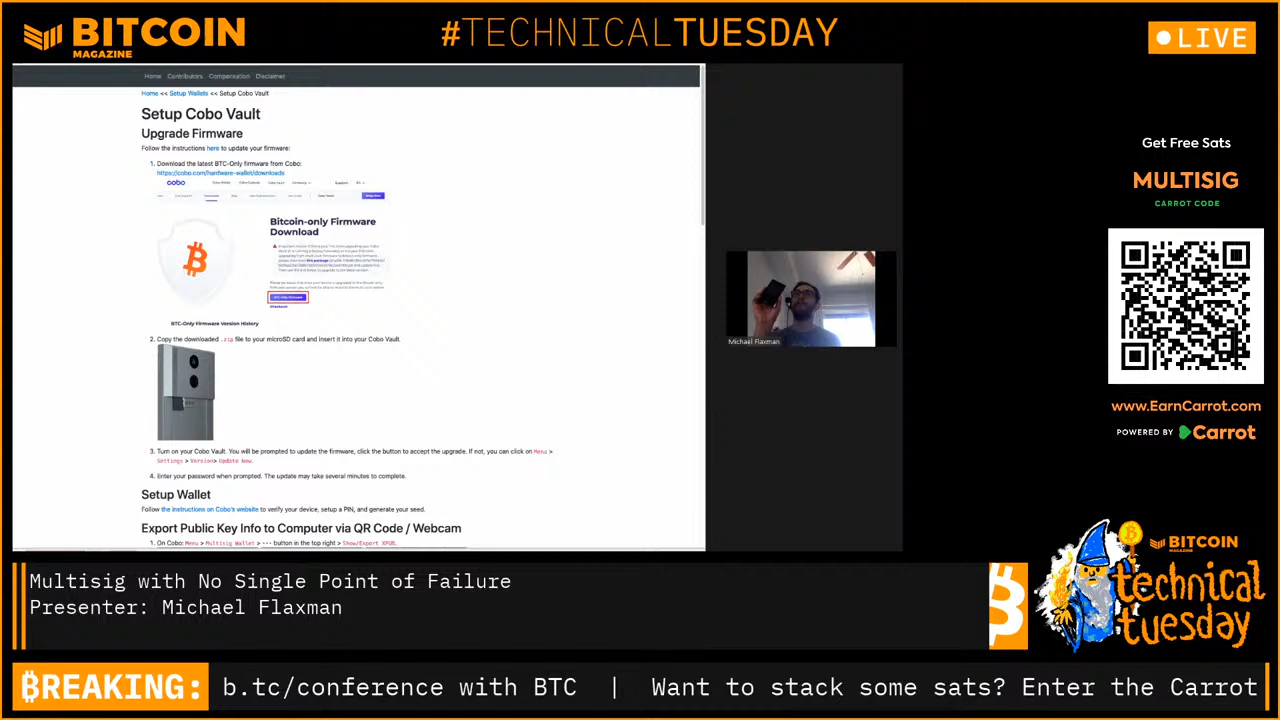 BITCOIN
MAGAZINE
#TECHNICALTUESDAY
LIVE
Home Contributors Compensation Disclaimer
Home << Setup Wallets << Setup Cobo Vault
Setup Cobo Vault
Upgrade Firmware
Follow the instructions here to update your firmware:
1. Download the latest BTC-Only firmware from Cobo:
https://cobo.com/hardware-wallet/downloads
cobo
Bitcoin-only Firmware
Download
BTC-Only Firmware Version History
2. Copy the downloaded .zip file to your microSD card and insert it into your Cobo Vault.
3. Turn on your Cobo Vault. You will be prompted to update the firmware, click the button to accept the upgrade. If not, you can click on Menu >
Settings > Version> Update Now.
4. Enter your password when prompted. The update may take several minutes to complete.
Setup Wallet
Follow the instructions on Cobo's website to verify your device, setup a PIN, and generate your seed.
Export Public Key Info to Computer via QR Code / Webcam
1. On Cobo: Menu > Multisig Wallet > ··· button in the top right > Show/Export XPUB.
Michael Flaxman
Get Free Sats
MULTISIG
CARROT CODE
www.EarnCarrot.com
POWERED BY Carrot
BITCOIN
MAGAZINE
technical
tuesday
Multisig with No Single Point of Failure
Presenter: Michael Flaxman
₿REAKING:
b.tc/conference with BTC | Want to stack some sats? Enter the Carrot